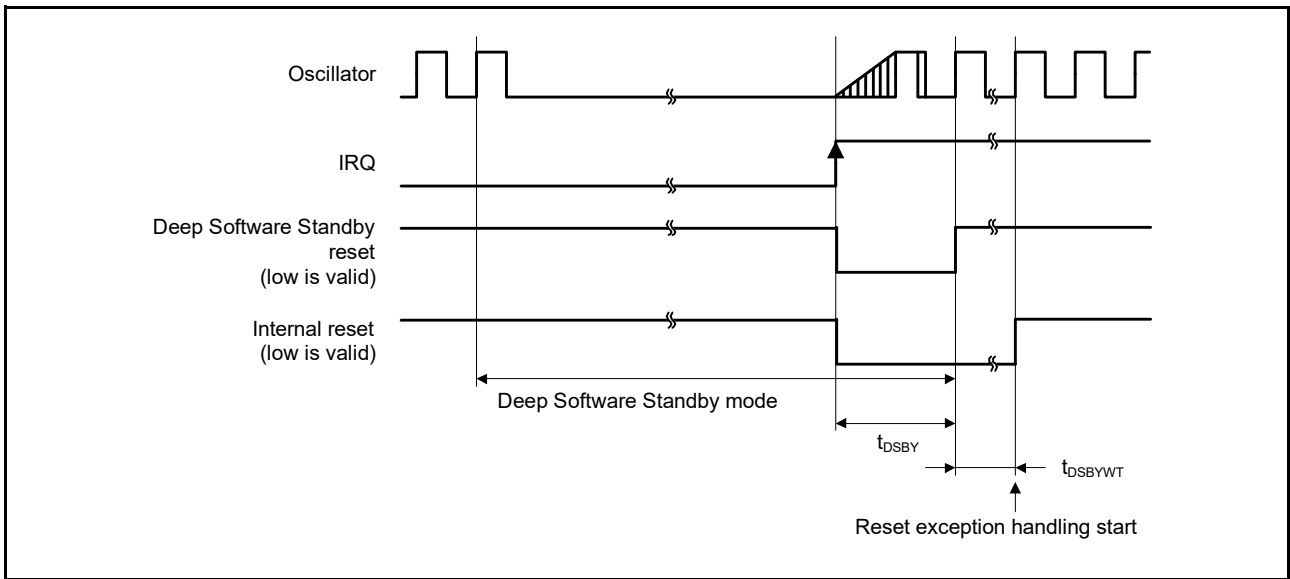 Oscillator
IRQ
Deep Software Standby
reset
(low is valid)
Internal reset
(low is valid)
Deep Software Standby mode
tDSBY
tDSBYWT
Reset exception handling start